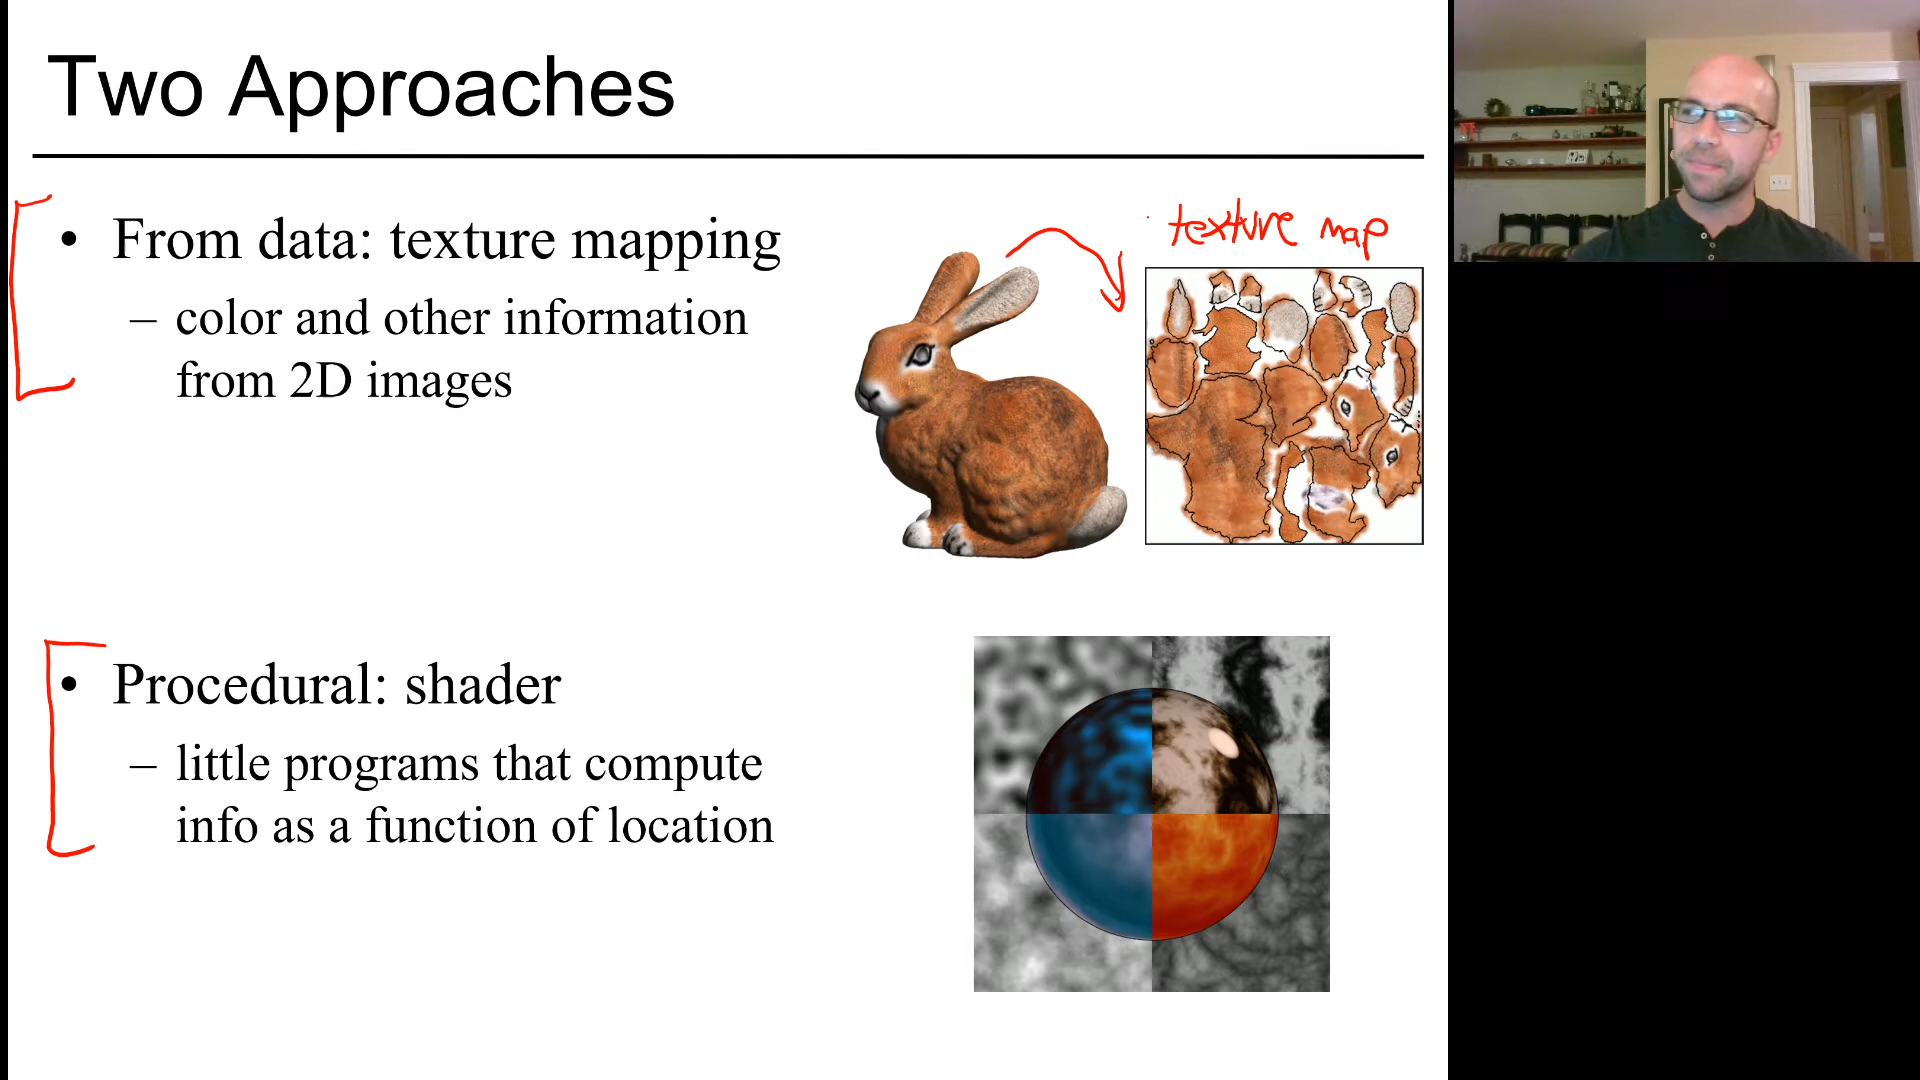 Two Approaches
• From data: texture mapping
– color and other information
from 2D images
texture map
• Procedural: shader
– little programs that compute
info as a function of location